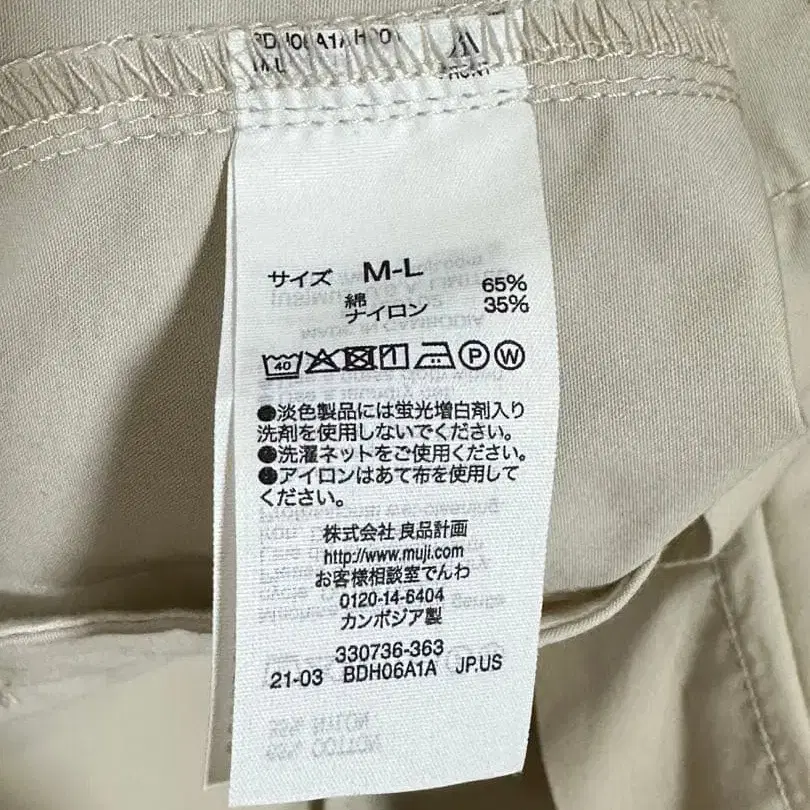 サイズ M-L
綿 65%
ナイロン 35%
40 P W
●淡色製品には蛍光増白剤入り
洗剤を使用しないでください。
●洗濯ネットをご使用ください。
●アイロンはあて布を使用して
ください。
株式会社 良品計画
http://www.muji.com
お客様相談室でんわ
0120-14-6404
カンボジア製
330736-363
21-03 BDH06A1A JP.US